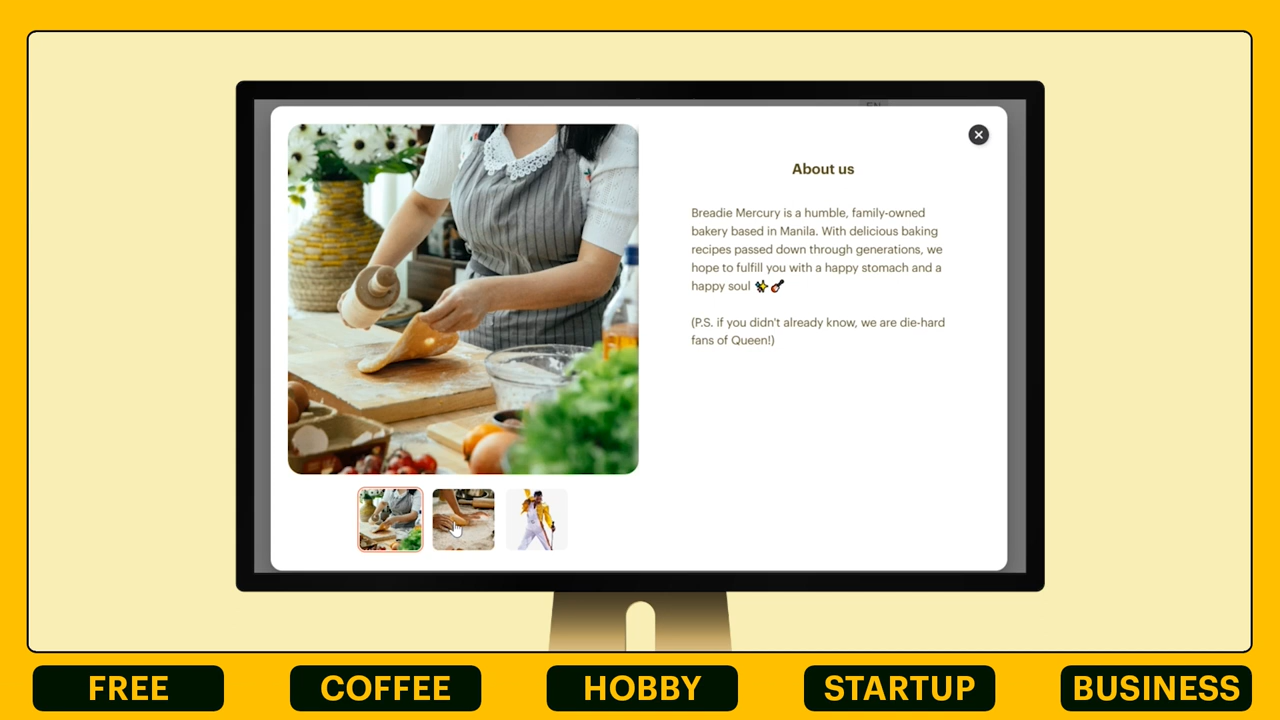 EN
About us
Breadie Mercury is a humble, family-owned
bakery based in Manila. With delicious baking
recipes passed down through generations, we
hope to fulfill you with a happy stomach and a
happy soul ✨🎸
(P.S. if you didn't already know, we are die-hard
fans of Queen!)
FREE
COFFEE
HOBBY
STARTUP
BUSINESS